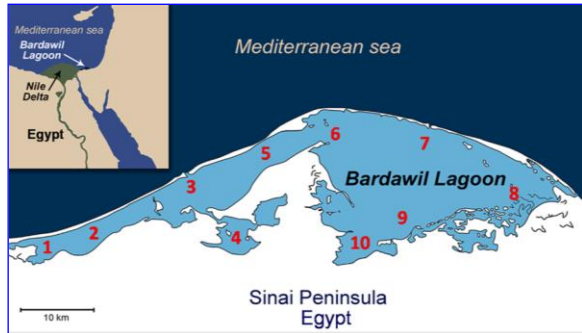 Mediterranean sea
Bardawil
Lagoon
Nile
Delta
Egypt
Mediterranean sea
1
2
3
4
5
6
7
8
9
10
Bardawil Lagoon
10 km
Sinai Peninsula
Egypt